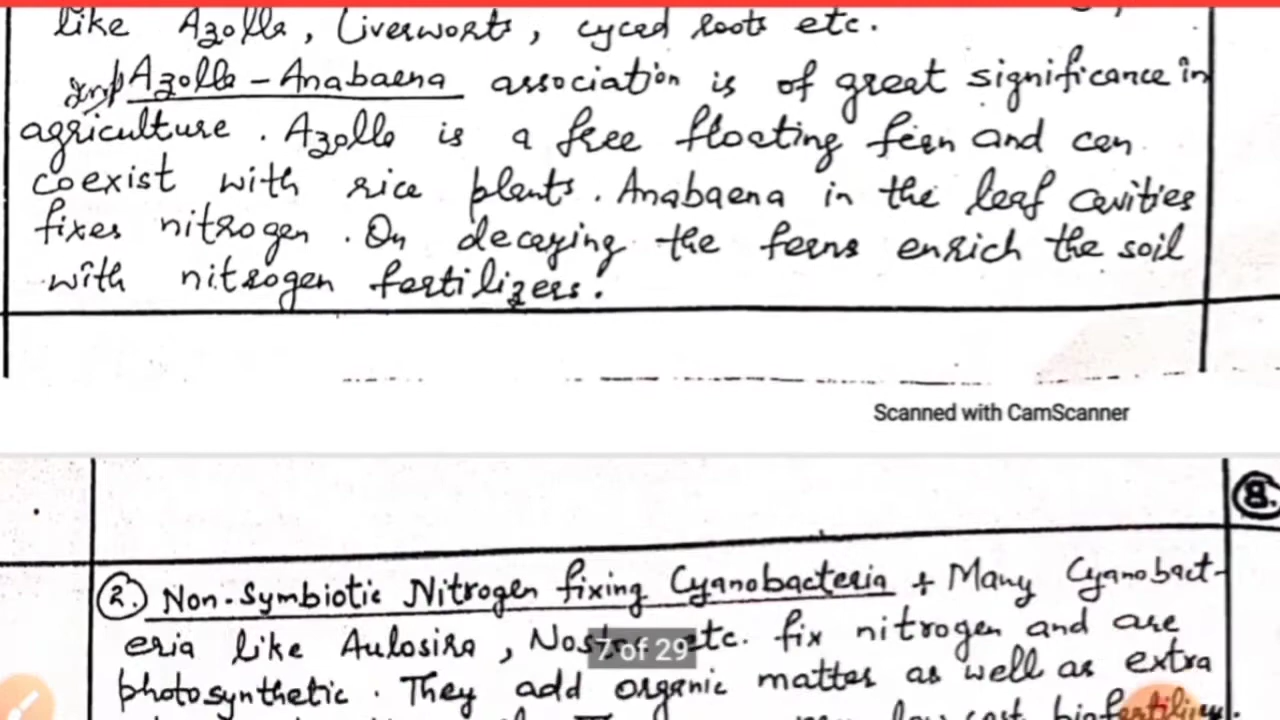 like Azolla, Liverworts, cycad roots etc.
Imp Azolla - Anabaena association is of great significance in
agriculture. Azolla is a free floating fern and can
coexist with rice plants. Anabaena in the leaf cavities
fixes nitrogen. On decaying the ferns enrich the soil
with nitrogen fertilizers.
Scanned with CamScanner
8.
2. Non-Symbiotic Nitrogen fixing Cyanobacteria + Many Cyanobact-
eria like Aulosira, Nostoc etc. fix nitrogen and are
7 of 29
photosynthetic. They add organic matter as well as extra
low cost biofertilizers.